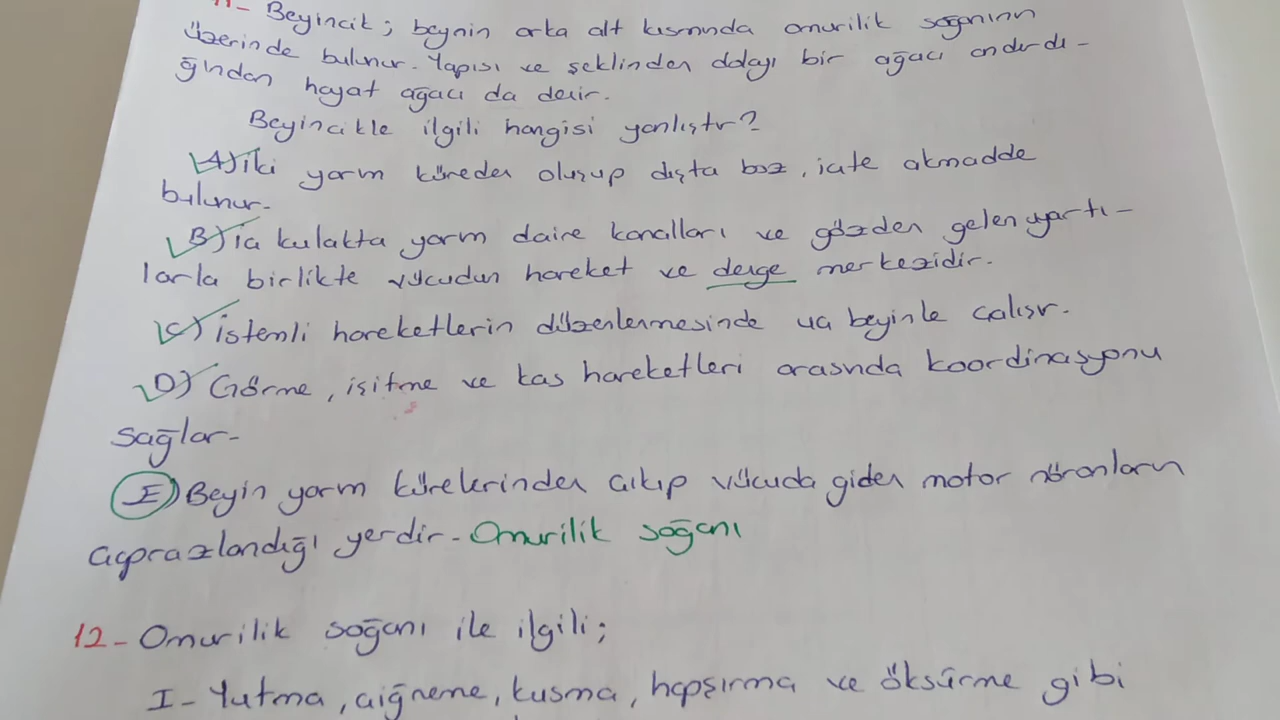 11- Beyincik; beynin arka alt kısmında omurilik soğanının
üzerinde bulunur. Yapısı ve şeklinden dolayı bir ağacı andırdı-
ğından hayat ağacı da denir.
Beyincikle ilgili hangisi yanlıştır?
A) İki yarım küreden oluşup dışta boz, içte akmadde
bulunur.
B) İç kulakta yarım daire kanalları ve gözden gelen uyartı-
larla birlikte vücudun hareket ve denge merkezidir.
C) İstemli hareketlerin düzenlenmesinde uç beyinle çalışır.
D) Görme, işitme ve kas hareketleri arasında koordinasyonu
sağlar.
E) Beyin yarım kürelerinden çıkıp vücuda giden motor nöronların
çaprazlandığı yerdir. Omurilik soğanı
12- Omurilik soğanı ile ilgili;
I- Yutma, çiğneme, kusma, hapşırma ve öksürme gibi